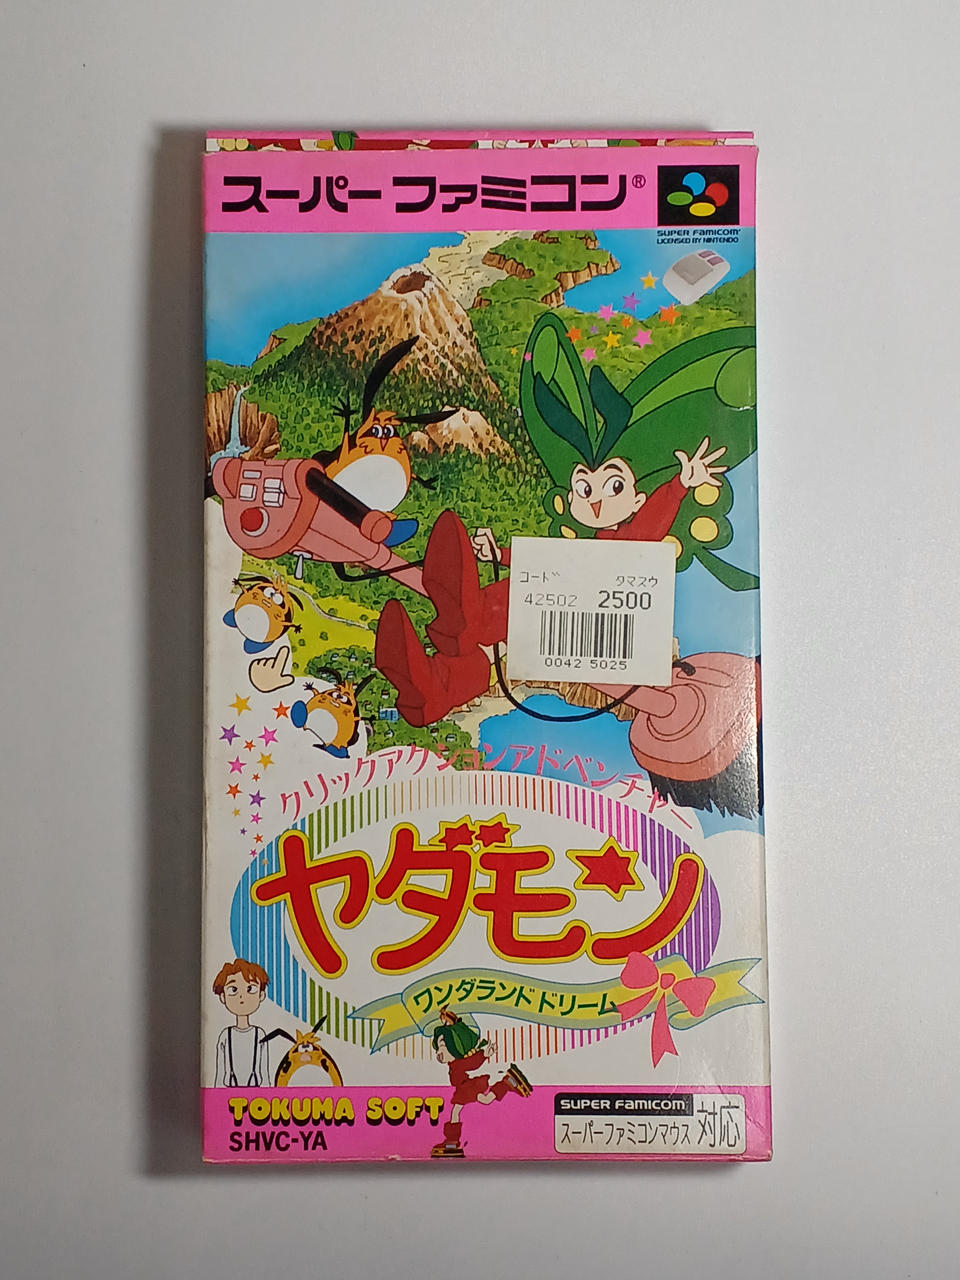 スーパーファミコン®
SUPER FAMICOM
LICENSED BY NINTENDO
コード タマスウ
42502 2500
0042 5025
クリックアクションアドベンチャー
ヤダモン
ワンダランドドリーム
TOKUMA SOFT
SHVC-YA
SUPER FAMICOM
スーパーファミコンマウス 対応